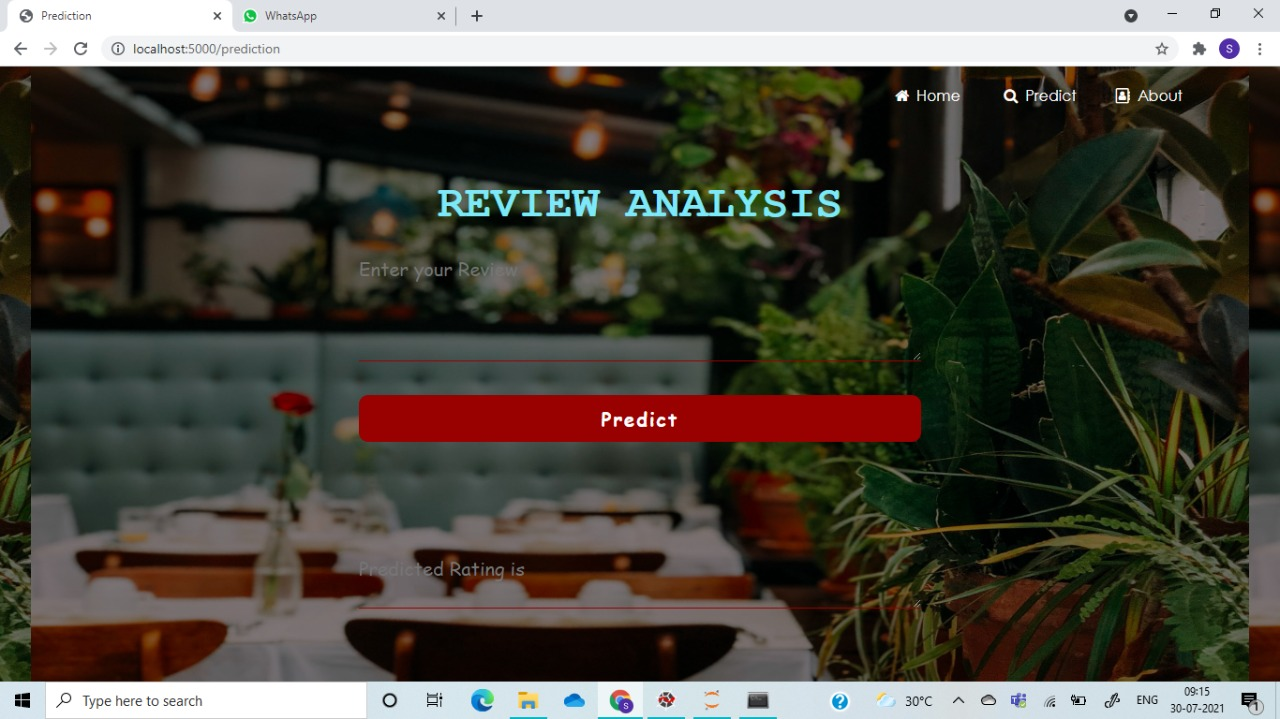 Prediction
WhatsApp
localhost:5000/prediction
S
Home
Predict
About
REVIEW ANALYSIS
Enter your Review
Predict
Predicted Rating is
Type here to search
S
30°C
ENG
09:15
30-07-2021
1